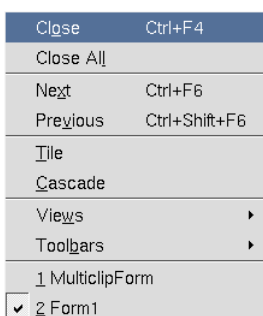 Close Ctrl+F4
Close All
Next Ctrl+F6
Previous Ctrl+Shift+F6
Tile
Cascade
Views
Toolbars
1 MulticlipForm
2 Form1